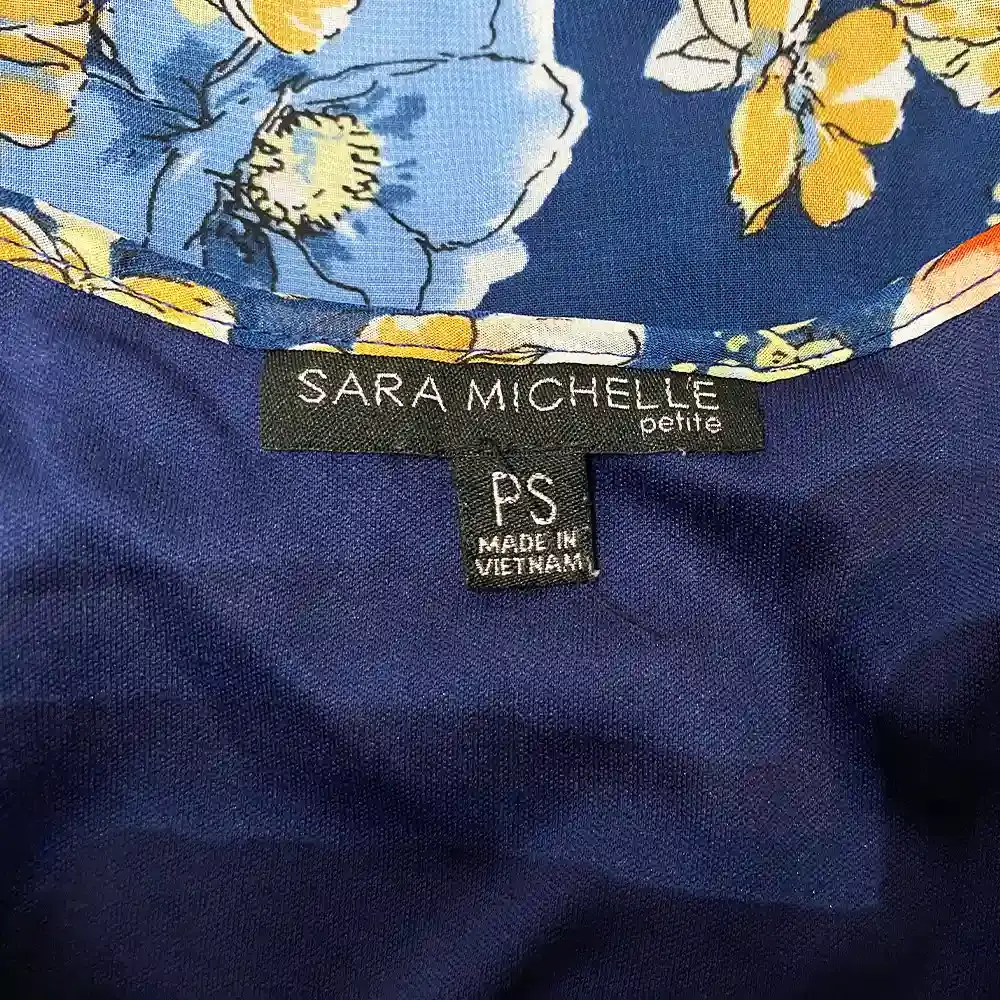 SARA MICHELLE
petite
PS
MADE IN
VIETNAM